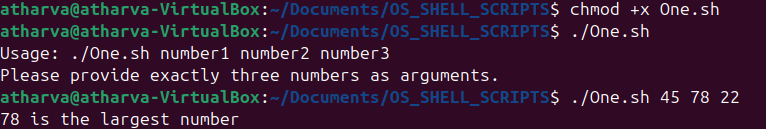 atharva@atharva-VirtualBox:~/Documents/OS_SHELL_SCRIPTS$ chmod +x One.sh
atharva@atharva-VirtualBox:~/Documents/OS_SHELL_SCRIPTS$ ./One.sh
Usage: ./One.sh number1 number2 number3
Please provide exactly three numbers as arguments.
atharva@atharva-VirtualBox:~/Documents/OS_SHELL_SCRIPTS$ ./One.sh 45 78 22
78 is the largest number